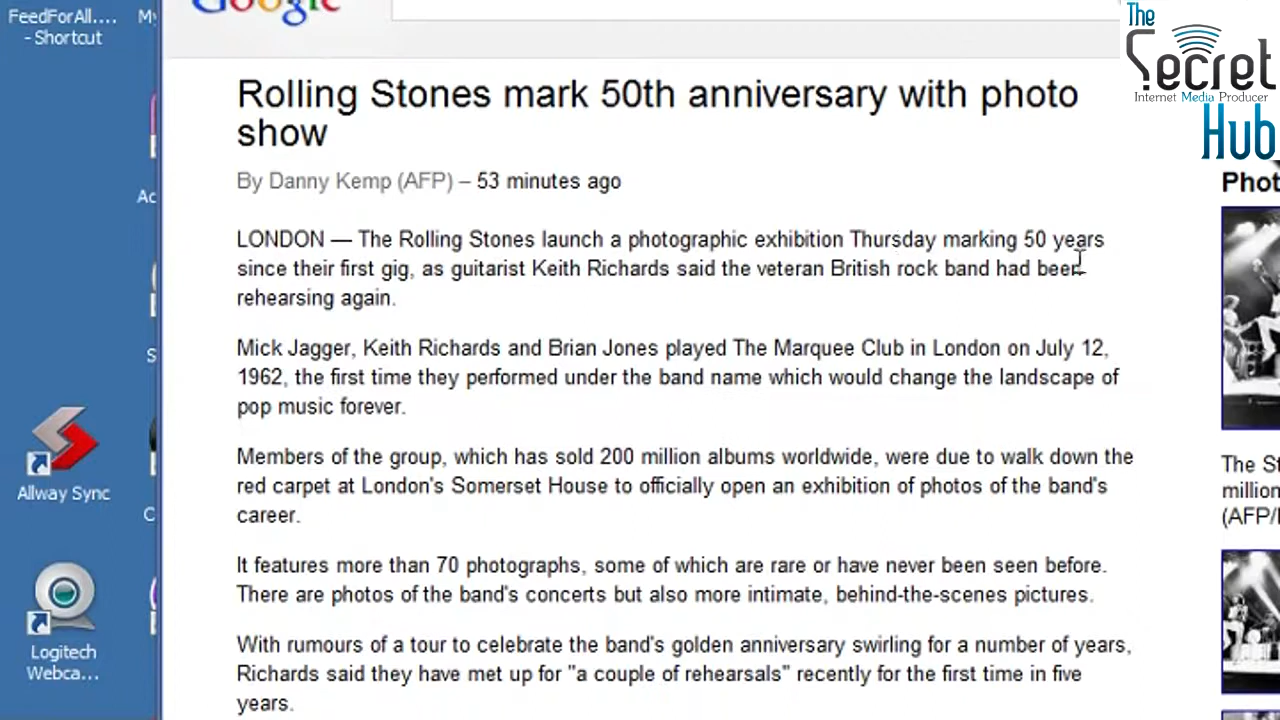 FeedForAll....
- Shortcut
Google
The
Secret
Internet Media Producer
Hub
Rolling Stones mark 50th anniversary with photo
show
By Danny Kemp (AFP) – 53 minutes ago
LONDON — The Rolling Stones launch a photographic exhibition Thursday marking 50 years
since their first gig, as guitarist Keith Richards said the veteran British rock band had been
rehearsing again.
Mick Jagger, Keith Richards and Brian Jones played The Marquee Club in London on July 12,
1962, the first time they performed under the band name which would change the landscape of
pop music forever.
Members of the group, which has sold 200 million albums worldwide, were due to walk down the
red carpet at London's Somerset House to officially open an exhibition of photos of the band's
career.
It features more than 70 photographs, some of which are rare or have never been seen before.
There are photos of the band's concerts but also more intimate, behind-the-scenes pictures.
With rumours of a tour to celebrate the band's golden anniversary swirling for a number of years,
Richards said they have met up for "a couple of rehearsals" recently for the first time in five
years.
Allway Sync
Logitech
Webca...
Phot
The St
million
(AFP/